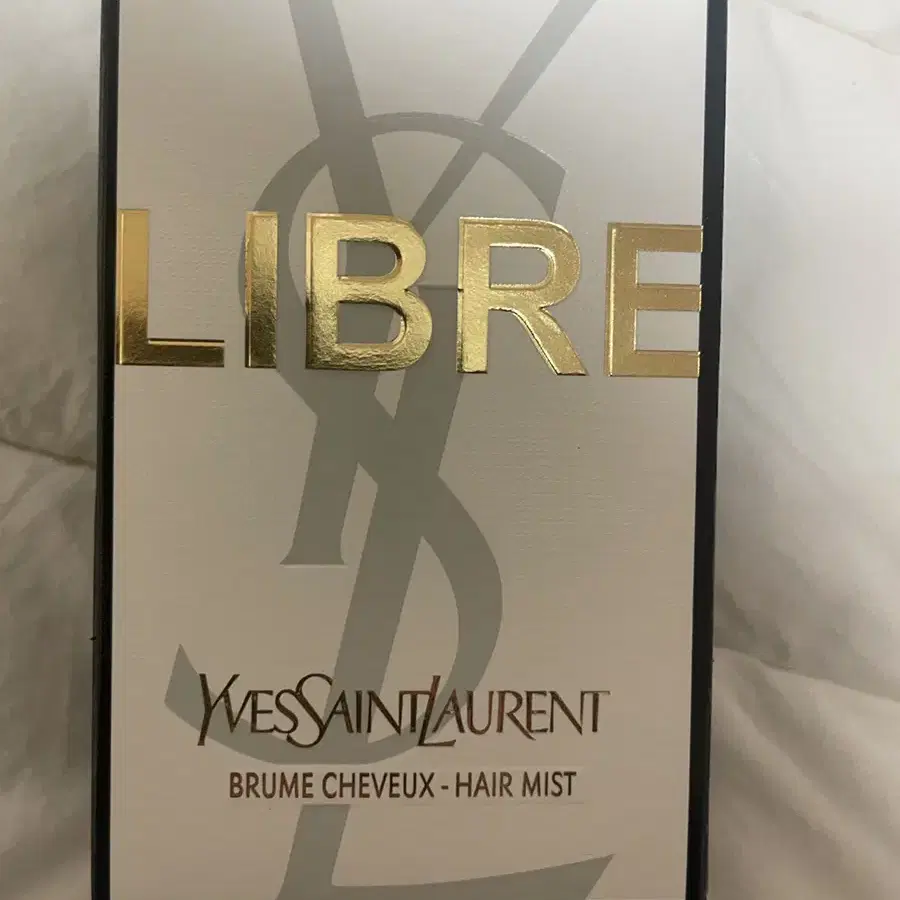 LIBRE
YVESSAINTLAURENT
BRUME CHEVEUX - HAIR MIST